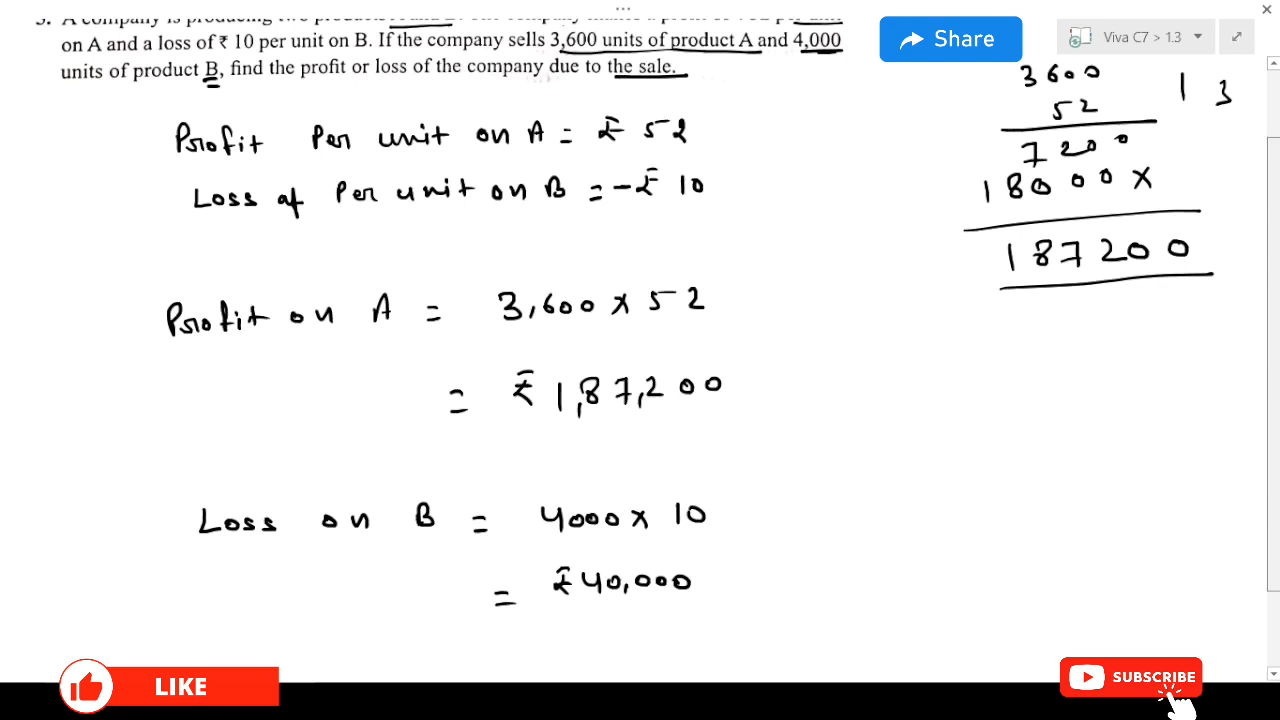 on A and a loss of ₹ 10 per unit on B. If the company sells 3,600 units of product A and 4,000
units of product B, find the profit or loss of the company due to the sale.
Share
Viva C7 > 1.3
3600
52
1 3
7200
18000x
187200
Profit Per unit on A = ₹ 52
Loss of Per unit on B = -₹ 10
Profit on A = 3,600 x 52
= ₹ 1,87,200
Loss on B = 4000 x 10
= ₹ 40,000
LIKE
SUBSCRIBE